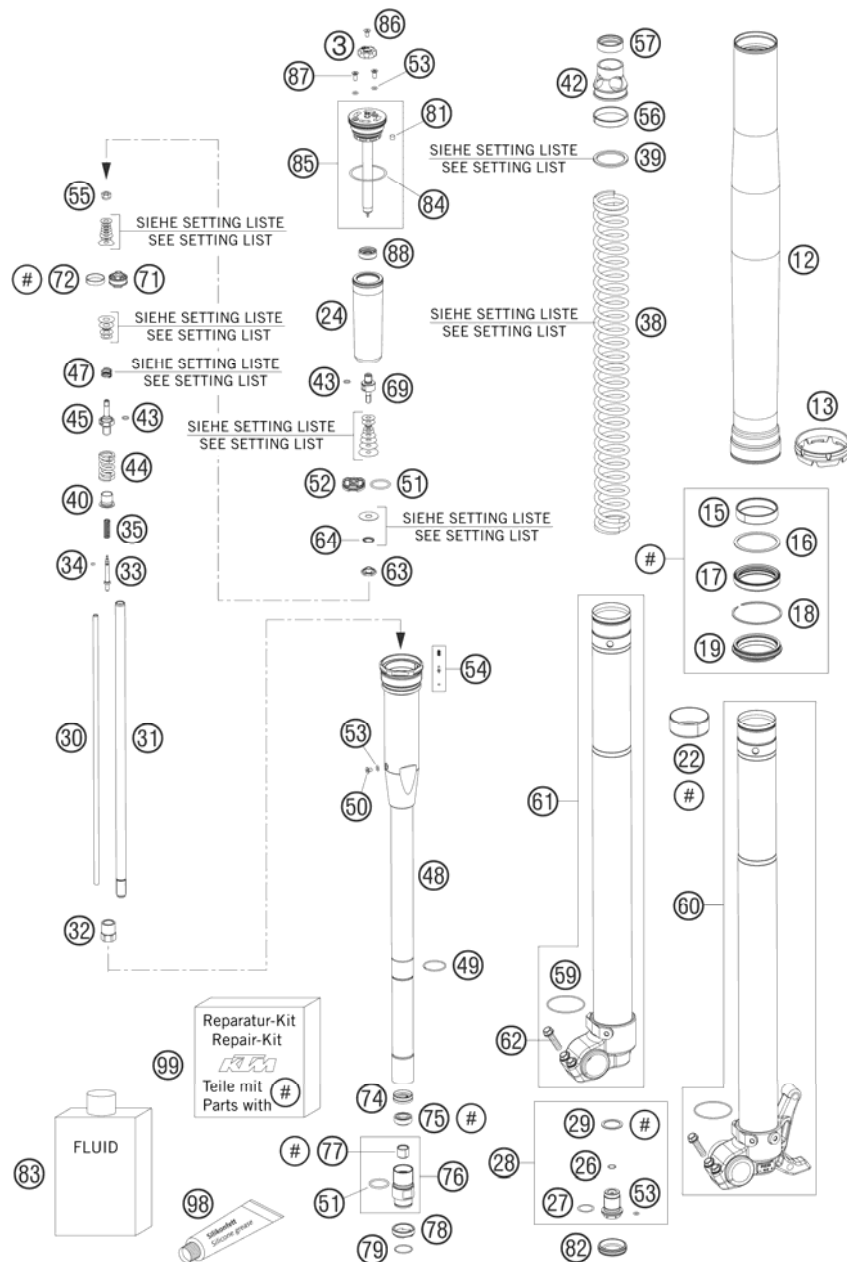 86
3
87
53
57
42
81
56
85
SIEHE SETTING LISTE
SEE SETTING LIST
39
84
55
SIEHE SETTING LISTE
SEE SETTING LIST
12
88
# 72 71
24
SIEHE SETTING LISTE
SEE SETTING LIST
38
SIEHE SETTING LISTE
SEE SETTING LIST
47
SIEHE SETTING LISTE
SEE SETTING LIST
43
69
45
43
13
SIEHE SETTING LISTE
SEE SETTING LIST
44
52
51
40
15
16
SIEHE SETTING LISTE
SEE SETTING LIST
35
64
#
17
34
33
63
18
19
54
30
31
53
50
22
#
61
48
60
32
49
59
62
99
Reparatur-Kit
Repair-Kit
KTM
Teile mit
Parts with #
74
75 #
83
FLUID
# 77
76
51
98
Silikonfett
Silicone grease
78
79
29 #
28
26
27
53
82